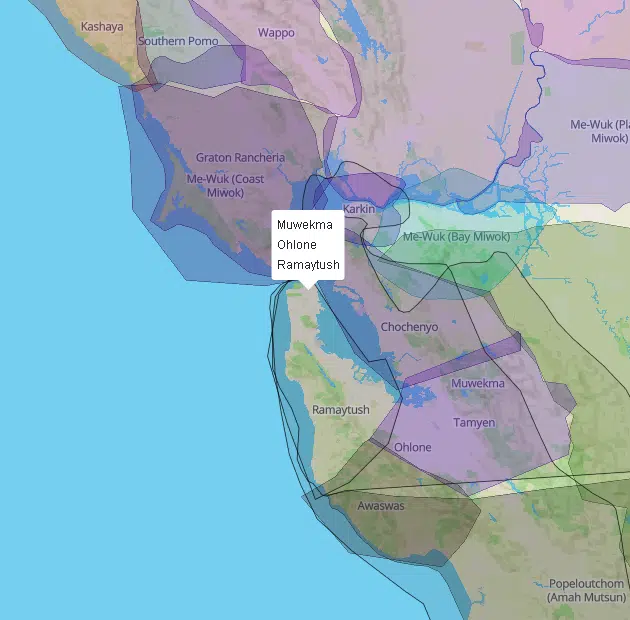 Kashaya
Southern Pomo
Wappo
Me-Wuk (Pla
Miwok)
Graton Rancheria
Me-Wuk (Coast
Miwok)
Karkin
Muwekma
Ohlone
Ramaytush
Me-Wuk (Bay Miwok)
Chochenyo
Muwekma
Ramaytush
Tamyen
Ohlone
Awaswas
Popeloutchom
(Amah Mutsun)